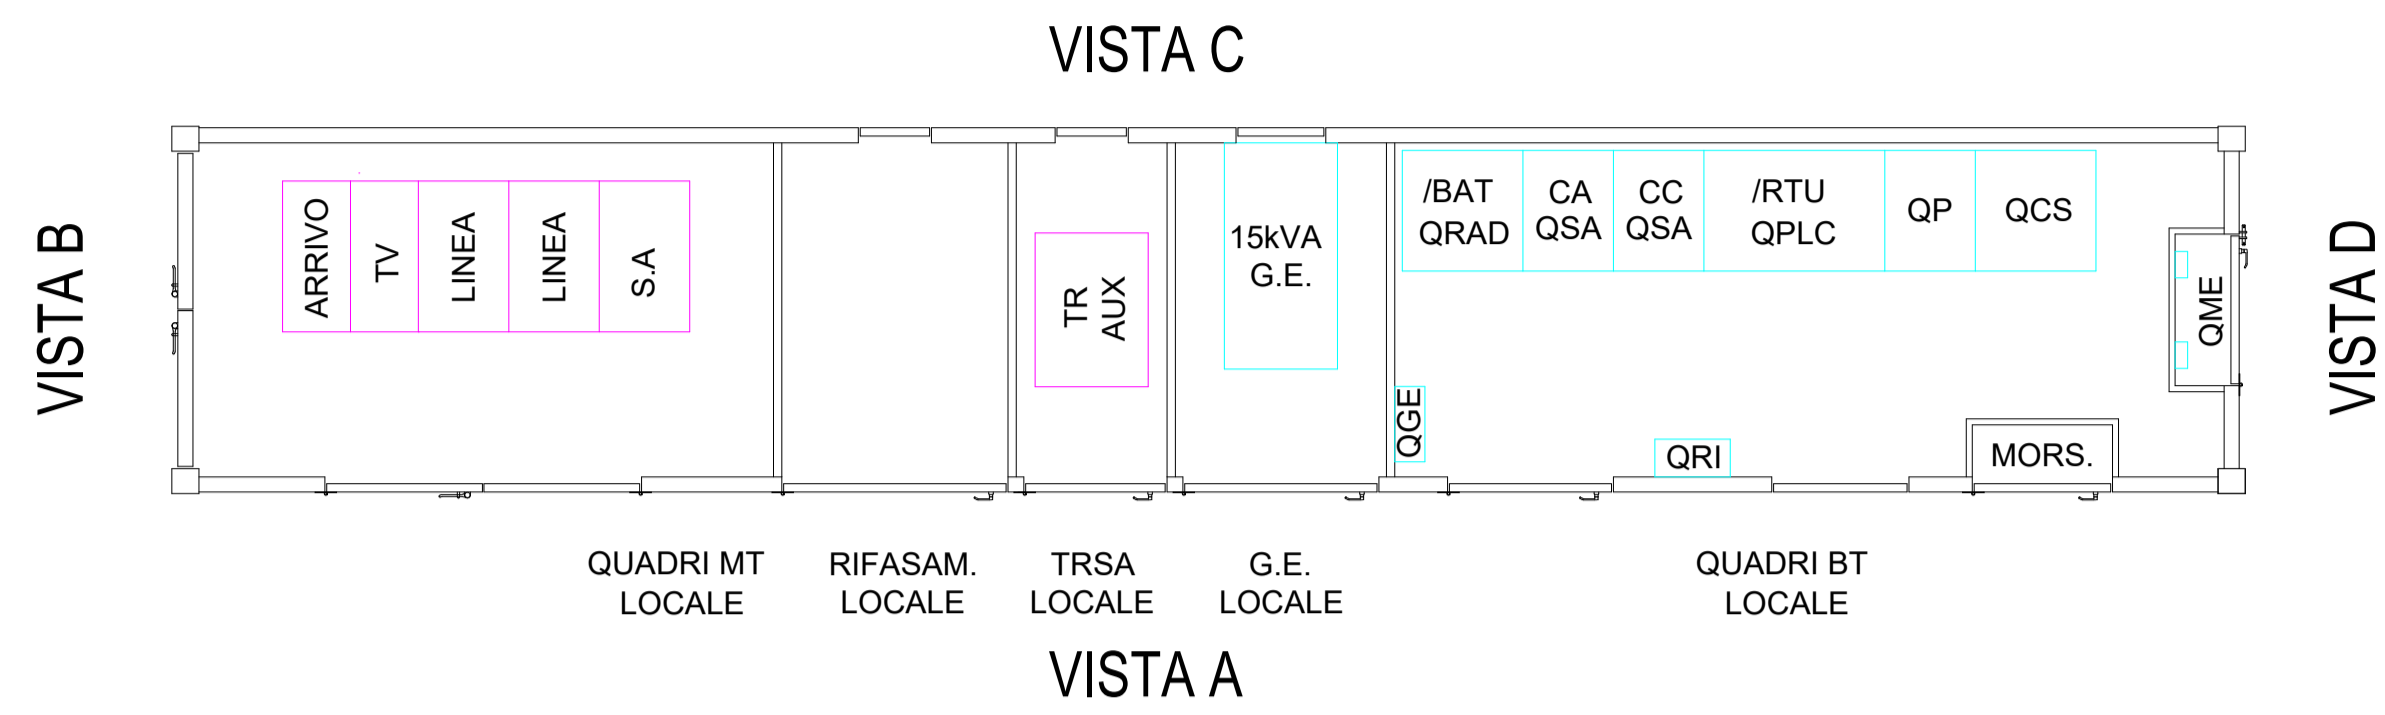 VISTA C
VISTA B
ARRIVO
TV
LINEA
LINEA
S.A
TR
AUX
15kVA
G.E.
/BAT
QRAD
CA
QSA
CC
QSA
/RTU
QPLC
QP
QCS
QME
VISTA D
QGE
QRI
MORS.
QUADRI MT
LOCALE
RIFASAM.
LOCALE
TRSA
LOCALE
G.E.
LOCALE
QUADRI BT
LOCALE
VISTA A